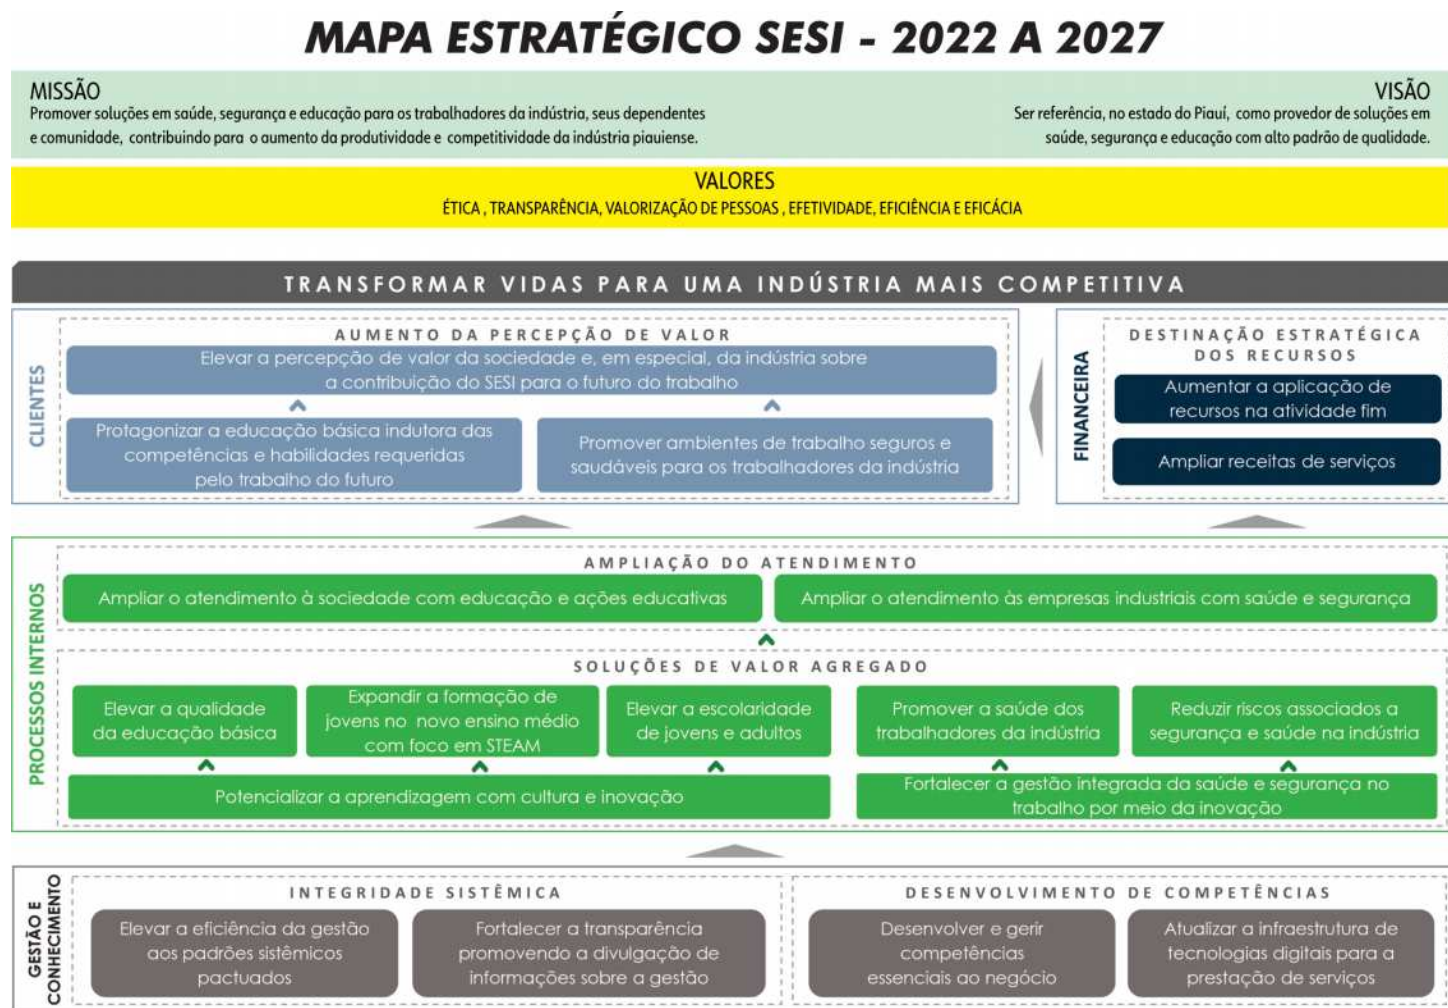 MAPA ESTRATÉGICO SESI - 2022 A 2027
MISSÃO
Promover soluções em saúde, segurança e educação para os trabalhadores da indústria, seus dependentes
e comunidade, contribuindo para o aumento da produtividade e competitividade da indústria piauiense.
VISÃO
Ser referência, no estado do Piauí, como provedor de soluções em
saúde, segurança e educação com alto padrão de qualidade.
VALORES
ÉTICA , TRANSPARÊNCIA, VALORIZAÇÃO DE PESSOAS , EFETIVIDADE, EFICIÊNCIA E EFICÁCIA
TRANSFORMAR VIDAS PARA UMA INDÚSTRIA MAIS COMPETITIVA
CLIENTES
AUMENTO DA PERCEPÇÃO DE VALOR
Elevar a percepção de valor da sociedade e, em especial, da indústria sobre
a contribuição do SESI para o futuro do trabalho
Protagonizar a educação básica indutora das
competências e habilidades requeridas
pelo trabalho do futuro
Promover ambientes de trabalho seguros e
saudáveis para os trabalhadores da indústria
FINANCEIRA
DESTINAÇÃO ESTRATÉGICA
DOS RECURSOS
Aumentar a aplicação de
recursos na atividade fim
Ampliar receitas de serviços
PROCESSOS INTERNOS
AMPLIAÇÃO DO ATENDIMENTO
Ampliar o atendimento à sociedade com educação e ações educativas
Ampliar o atendimento às empresas industriais com saúde e segurança
SOLUÇÕES DE VALOR AGREGADO
Elevar a qualidade
da educação básica
Expandir a formação de
jovens no novo ensino médio
com foco em STEAM
Elevar a escolaridade
de jovens e adultos
Promover a saúde dos
trabalhadores da indústria
Reduzir riscos associados a
segurança e saúde na indústria
Potencializar a aprendizagem com cultura e inovação
Fortalecer a gestão integrada da saúde e segurança no
trabalho por meio da inovação
GESTÃO E
CONHECIMENTO
INTEGRIDADE SISTÊMICA
Elevar a eficiência da gestão
aos padrões sistêmicos
pactuados
Fortalecer a transparência
promovendo a divulgação de
informações sobre a gestão
DESENVOLVIMENTO DE COMPETÊNCIAS
Desenvolver e gerir
competências
essenciais ao negócio
Atualizar a infraestrutura de
tecnologias digitais para a
prestação de serviços